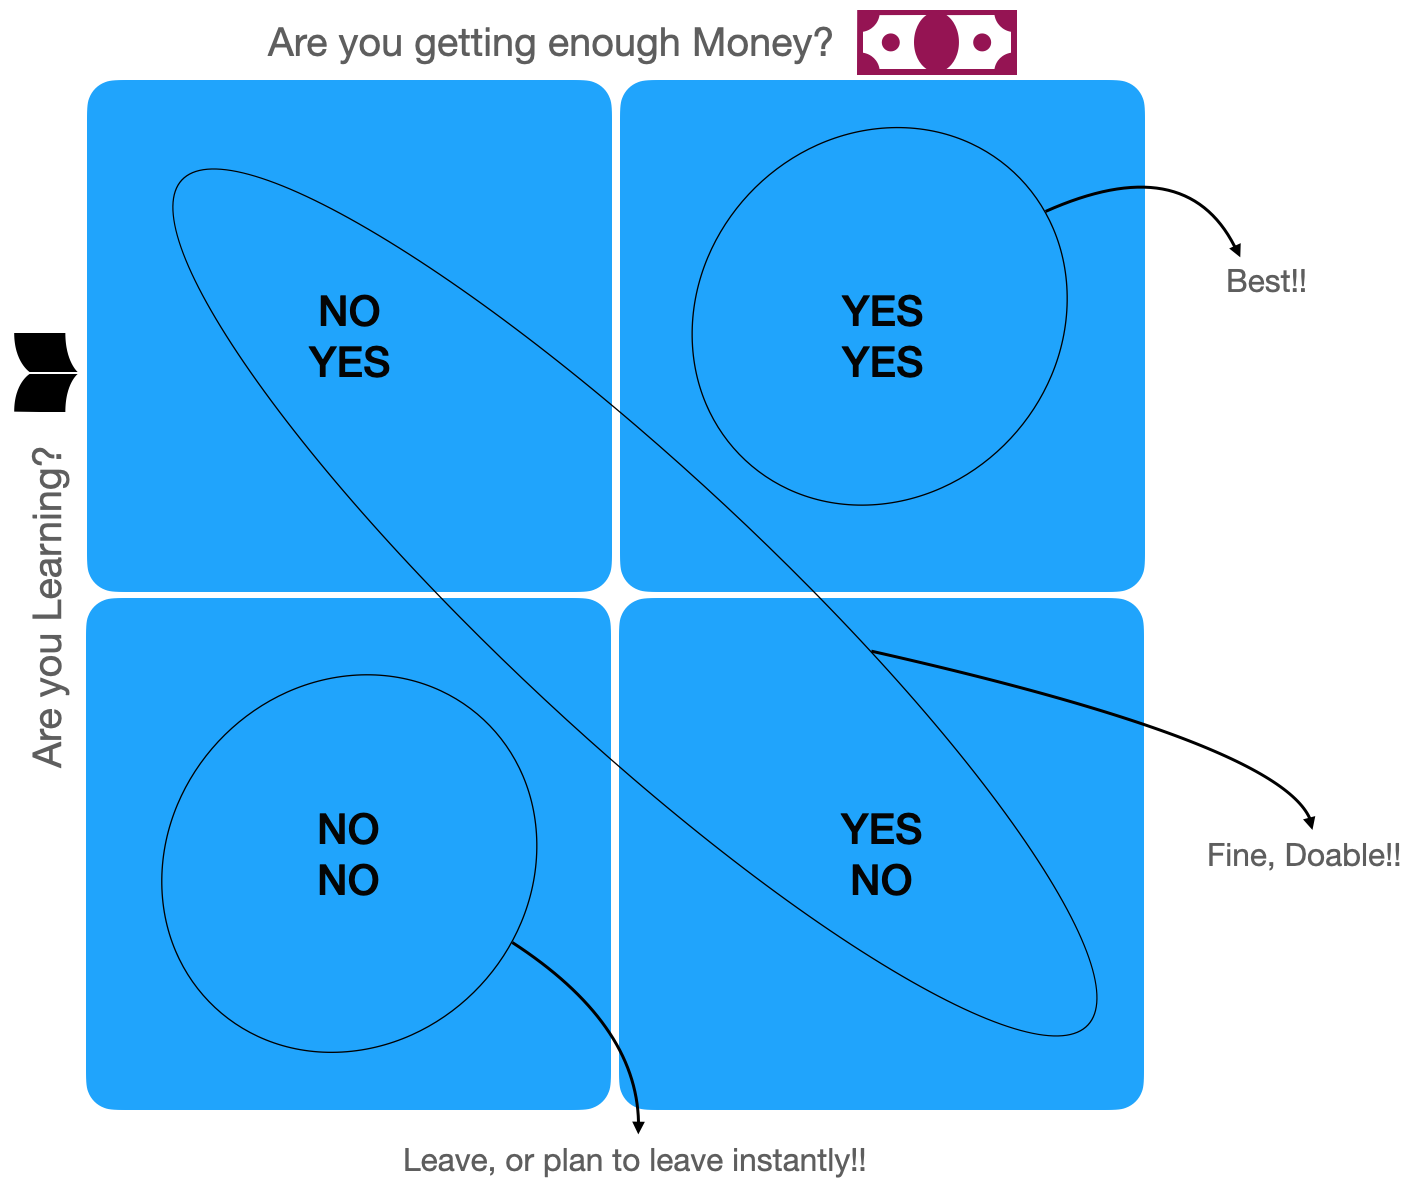 Are you getting enough Money?
NO
YES
YES
YES
Best!!
Are you Learning?
NO
NO
YES
NO
Fine, Doable!!
Leave, or plan to leave instantly!!